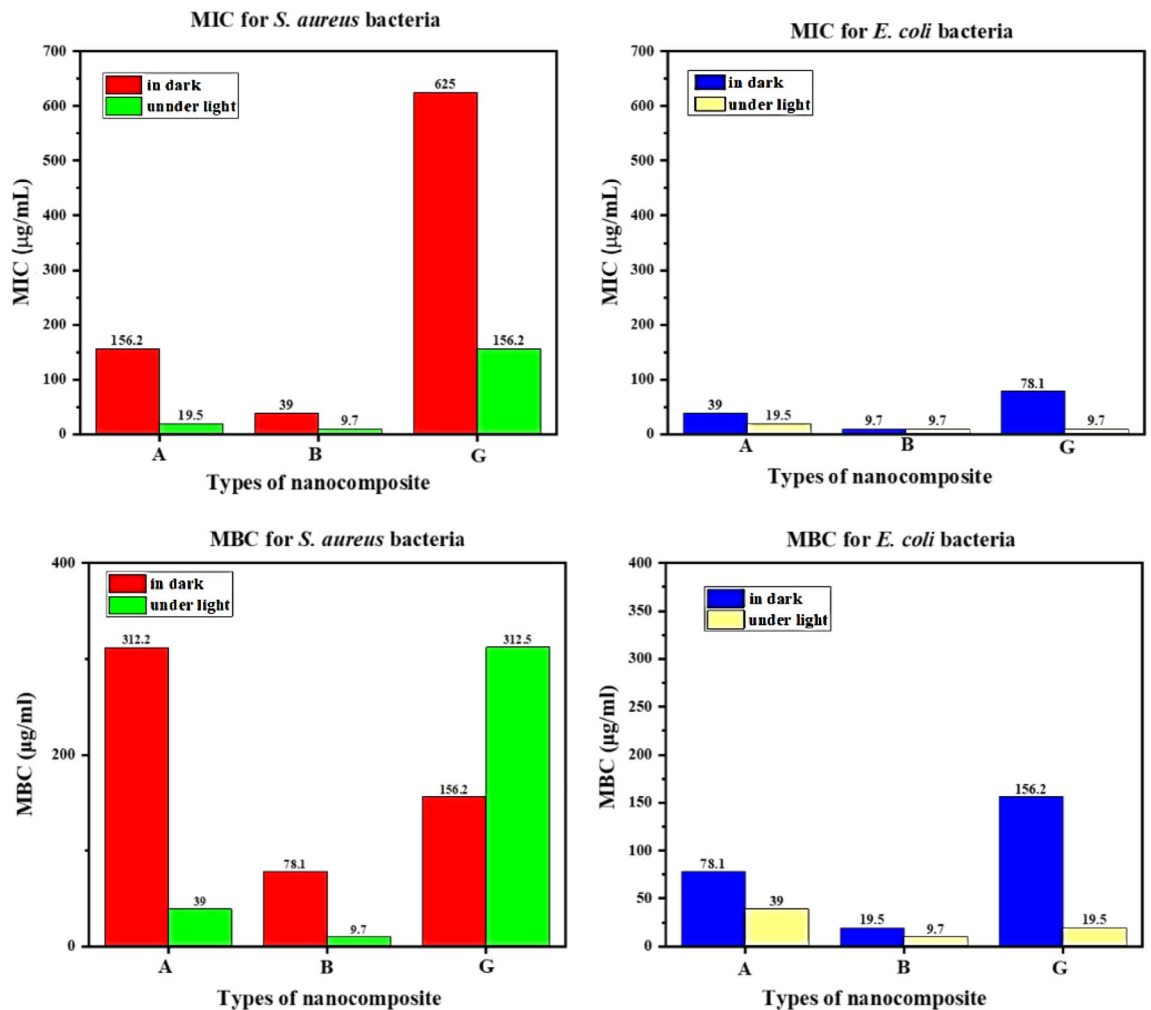 MIC for S. aureus bacteria
700
600
500
400
300
200
100
0
MIC (µg/mL)
in dark
unnder light
156.2
19.5
39
9.7
625
156.2
A
B
G
Types of nanocomposite
MIC for E. coli bacteria
700
600
500
400
300
200
100
0
MIC (µg/mL)
in dark
under light
39
19.5
9.7
9.7
78.1
9.7
A
B
G
Types of nanocomposite
MBC for S. aureus bacteria
400
200
0
MBC (µg/ml)
in dark
under light
312.2
39
78.1
9.7
156.2
312.5
A
B
G
Types of nanocomposite
MBC for E. coli bacteria
400
350
300
250
200
150
100
50
0
MBC (µg/ml)
in dark
under light
78.1
39
19.5
9.7
156.2
19.5
A
B
G
Types of nanocomposite